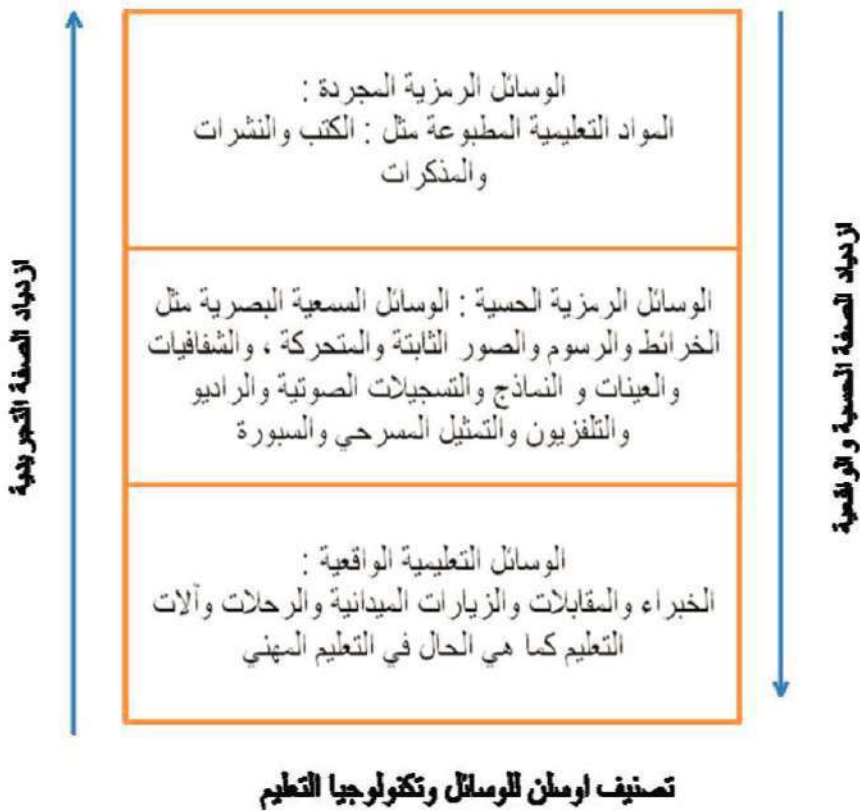 الوسائل الرمزية المجردة :
المواد التعليمية المطبوعة مثل : الكتب والنشرات
والمذكرات
الوسائل الرمزية الحسية : الوسائل السمعية البصرية مثل
الخرائط والرسوم والصور الثابتة والمتحركة ، والشفافيات
والعينات و النماذج والتسجيلات الصوتية والراديو
والتلفزيون والتمثيل المسرحي والسبورة
الوسائل التعليمية الواقعية :
الخبراء والمقابلات والزيارات الميدانية والرحلات وآلات
التعليم كما هي الحال في التعليم المهني
ازدياد الصفة الحسية والواقعية
ازدياد الصفة التجريدية
تصنيف اوسلن للوسائل وتكنولوجيا التعليم